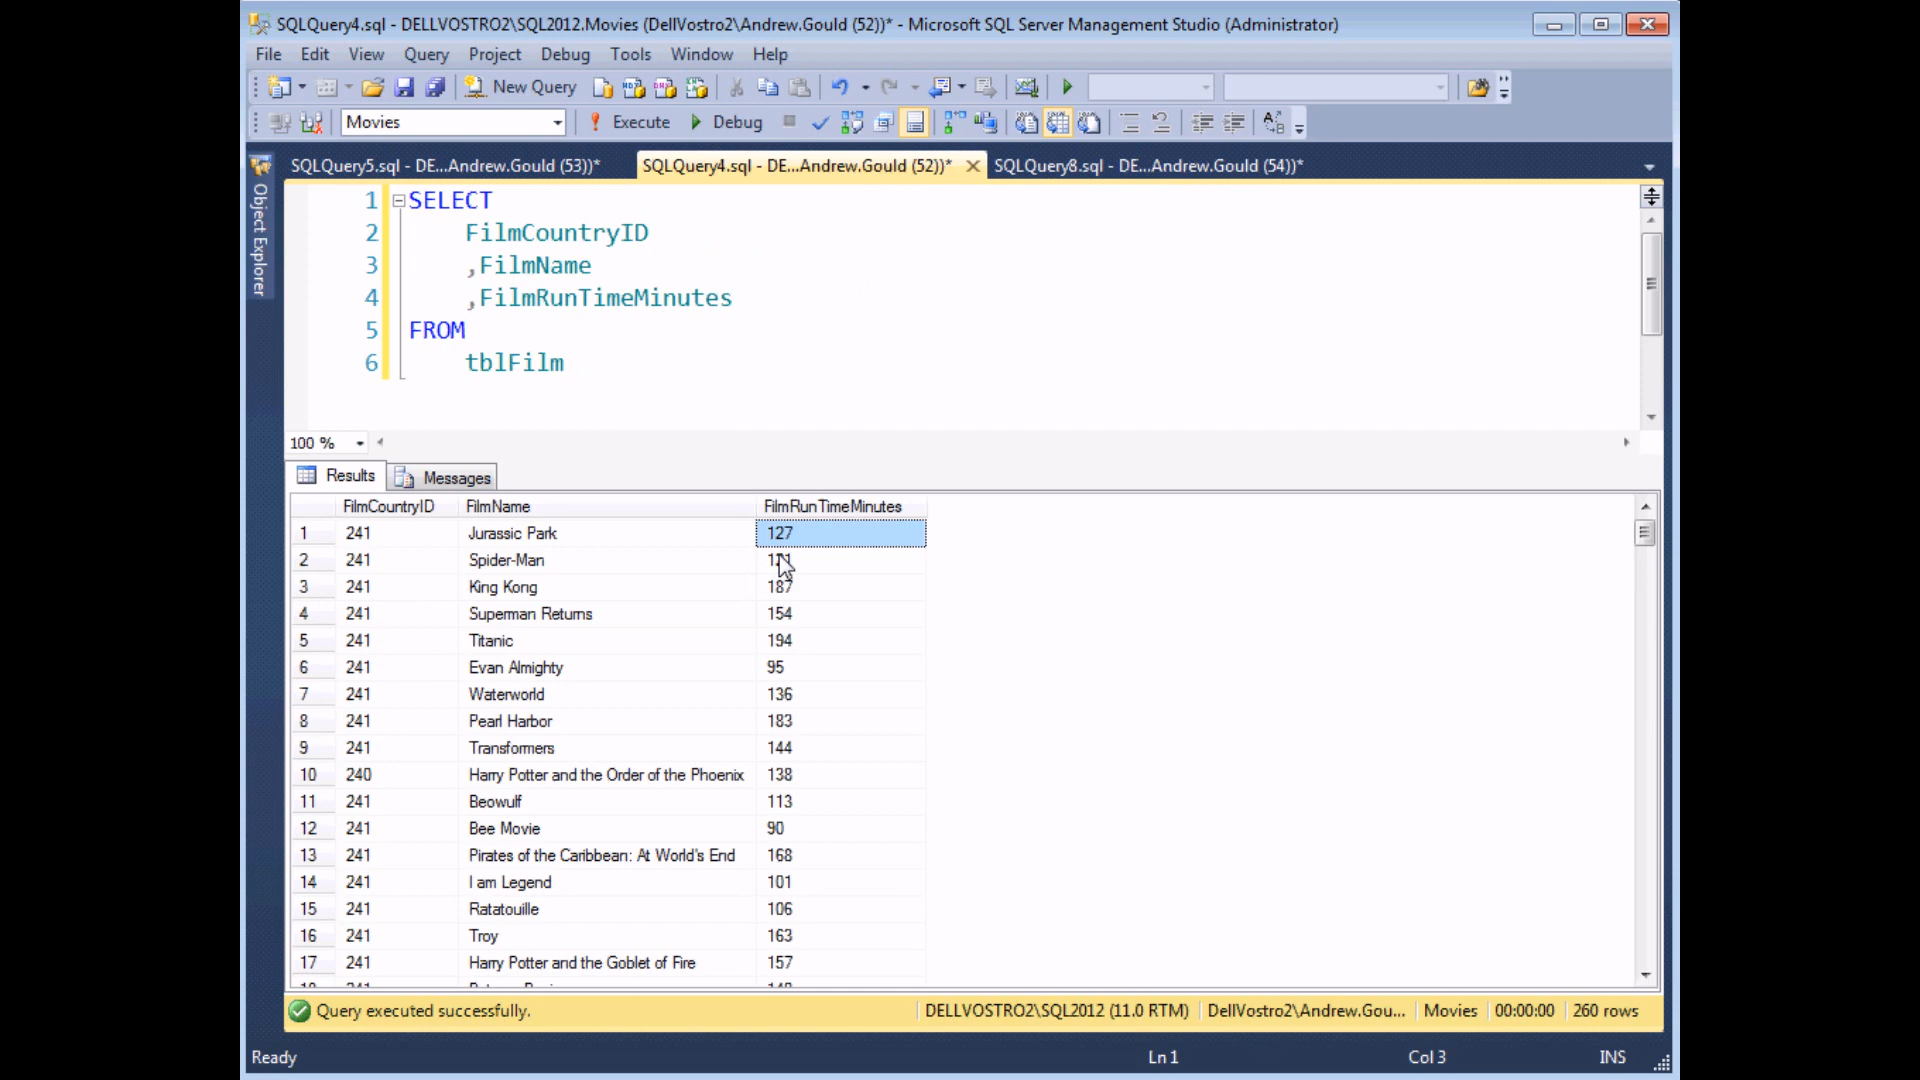 SQLQuery4.sql - DELLVOSTRO2\SQL2012.Movies (DellVostro2\Andrew.Gould (52))* - Microsoft SQL Server Management Studio (Administrator)
File Edit View Query Project Debug Tools Window Help
New Query
Movies Execute Debug
SQLQuery5.sql - DE...Andrew.Gould (53))* SQLQuery4.sql - DE...Andrew.Gould (52))* SQLQuery8.sql - DE...Andrew.Gould (54))*
Object Explorer
1 SELECT
2 FilmCountryID
3 ,FilmName
4 ,FilmRunTimeMinutes
5 FROM
6 tblFilm
100 %
Results Messages
FilmCountryID FilmName FilmRunTimeMinutes
1 241 Jurassic Park 127
2 241 Spider-Man
3 241 King Kong 187
4 241 Superman Returns 154
5 241 Titanic 194
6 241 Evan Almighty 95
7 241 Waterworld 136
8 241 Pearl Harbor 183
9 241 Transformers 144
10 240 Harry Potter and the Order of the Phoenix 138
11 241 Beowulf 113
12 241 Bee Movie 90
13 241 Pirates of the Caribbean: At World's End 168
14 241 I am Legend 101
15 241 Ratatouille 106
16 241 Troy 163
17 241 Harry Potter and the Goblet of Fire 157
Query executed successfully. DELLVOSTRO2\SQL2012 (11.0 RTM) DellVostro2\Andrew.Gou... Movies 00:00:00 260 rows
Ready Ln 1 Col 3 INS